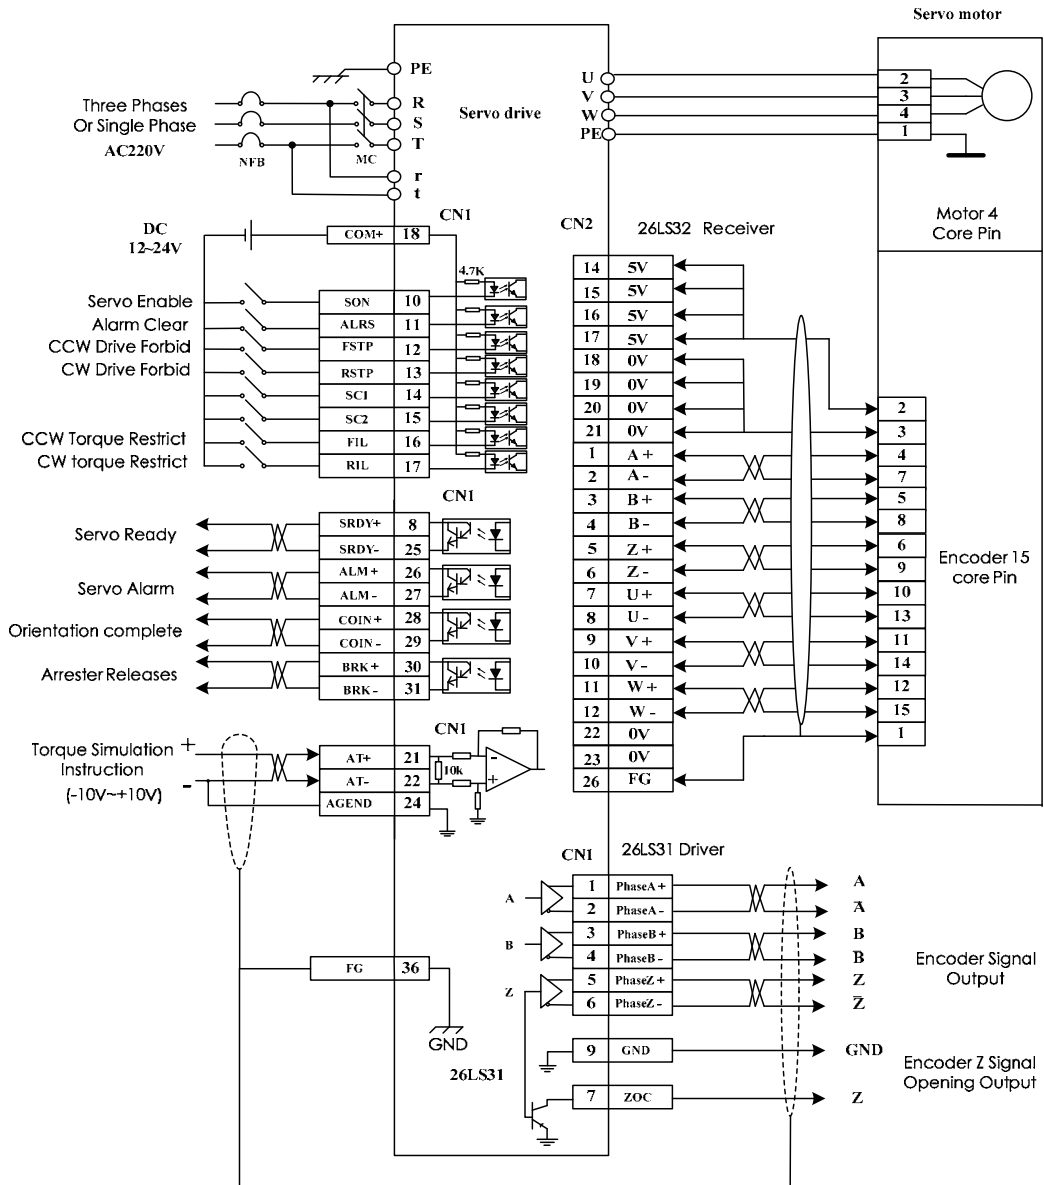 Servo motor
PE
Three Phases
Or Single Phase
AC220V
NFB
MC
R
S
T
r
t
Servo drive
U
V
W
PE
2
3
4
1
Motor 4
Core Pin
CN1
DC
12~24V
COM+ 18
4.7K
Servo Enable SON 10
Alarm Clear ALRS 11
CCW Drive Forbid FSTP 12
CW Drive Forbid RSTP 13
SC1 14
SC2 15
CCW Torque Restrict FIL 16
CW torque Restrict RIL 17
CN1
Servo Ready
SRDY+ 8
SRDY- 25
Servo Alarm
ALM+ 26
ALM- 27
Orientation complete
COIN+ 28
COIN- 29
Arrester Releases
BRK+ 30
BRK- 31
CN1
Torque Simulation
Instruction
(-10V~+10V)
+
-
AT+ 21
AT- 22
AGEND 24
10k
-
+
FG 36
GND
26LS31
CN2
26LS32 Receiver
14 5V
15 5V
16 5V
17 5V
18 0V
19 0V
20 0V
21 0V
1 A+
2 A-
3 B+
4 B-
5 Z+
6 Z-
7 U+
8 U-
9 V+
10 V-
11 W+
12 W-
22 0V
23 0V
26 FG
2
3
4
7
5
8
6
9
10
13
11
14
12
15
1
Encoder 15
core Pin
CN1
26LS31 Driver
A
B
Z
1 PhaseA+ A
2 PhaseA- A̅
3 PhaseB+ B
4 PhaseB- B
5 PhaseZ+ Z
6 PhaseZ- Z̅
Encoder Signal
Output
9 GND GND
7 ZOC Z
Encoder Z Signal
Opening Output